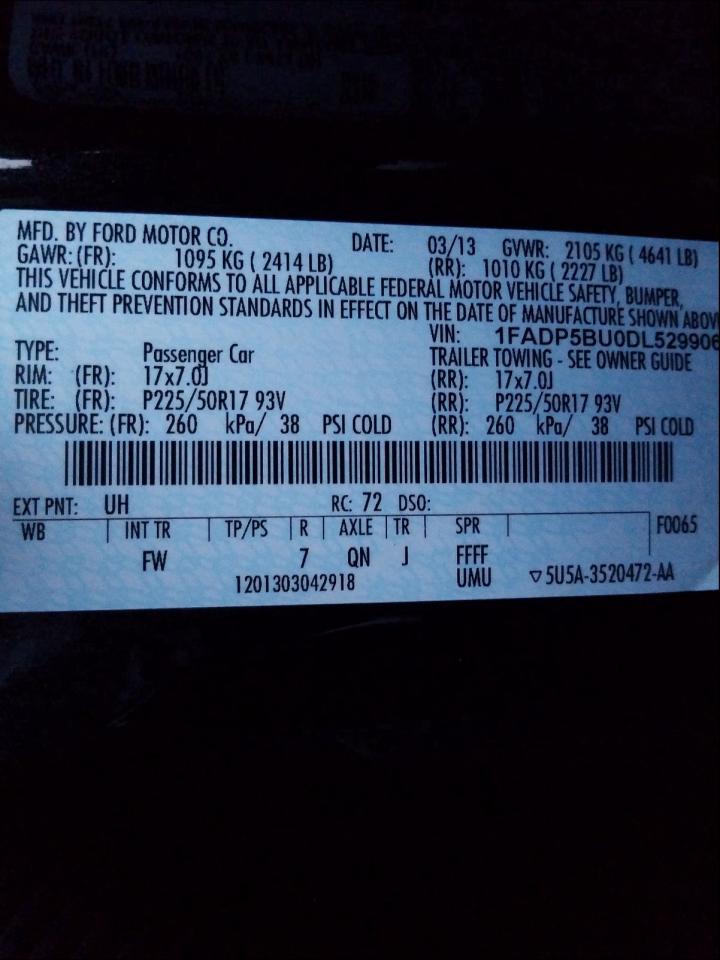 MFD. BY FORD MOTOR CO. DATE: 03/13 GVWR: 2105 KG ( 4641 LB)
GAWR: (FR): 1095 KG ( 2414 LB) (RR): 1010 KG ( 2227 LB)
THIS VEHICLE CONFORMS TO ALL APPLICABLE FEDERAL MOTOR VEHICLE SAFETY, BUMPER,
AND THEFT PREVENTION STANDARDS IN EFFECT ON THE DATE OF MANUFACTURE SHOWN ABOV
VIN: 1FADP5BU0DL529906
TYPE: Passenger Car TRAILER TOWING - SEE OWNER GUIDE
RIM: (FR): 17x7.0J (RR): 17x7.0J
TIRE: (FR): P225/50R17 93V (RR): P225/50R17 93V
PRESSURE: (FR): 260 kPa/ 38 PSI COLD (RR): 260 kPa/ 38 PSI COLD
EXT PNT: UH RC: 72 DSO:
WB INT TR TP/PS R AXLE TR SPR F0065
FW 7 QN J FFFF
1201303042918 UMU ▽5U5A-3520472-AA